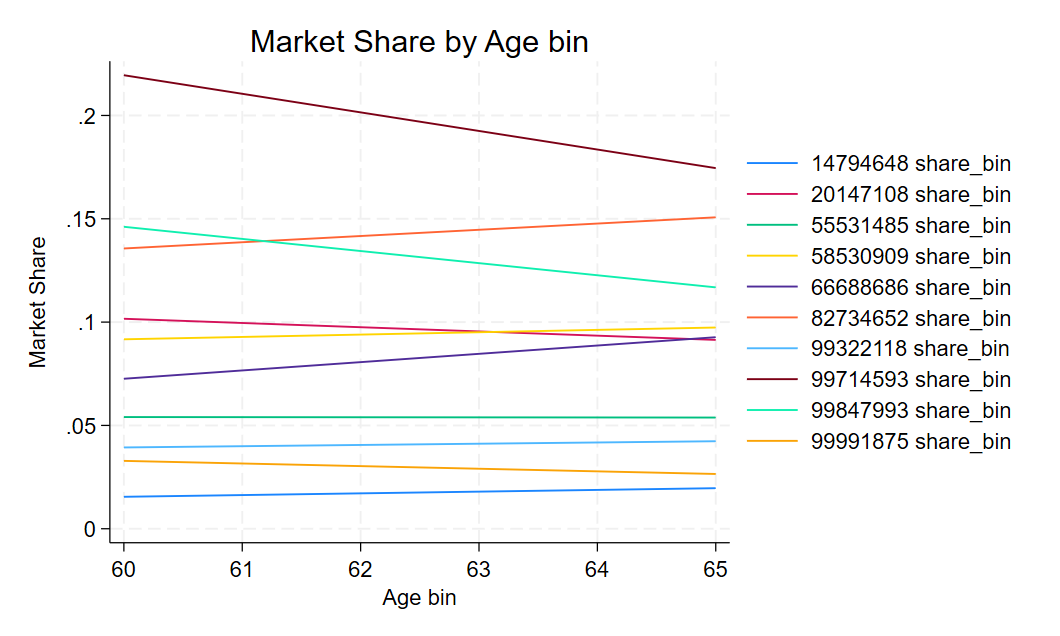 Market Share by Age bin
.2
.15
.1
.05
0
Market Share
60 61 62 63 64 65
Age bin
14794648 share_bin
20147108 share_bin
55531485 share_bin
58530909 share_bin
66688686 share_bin
82734652 share_bin
99322118 share_bin
99714593 share_bin
99847993 share_bin
99991875 share_bin